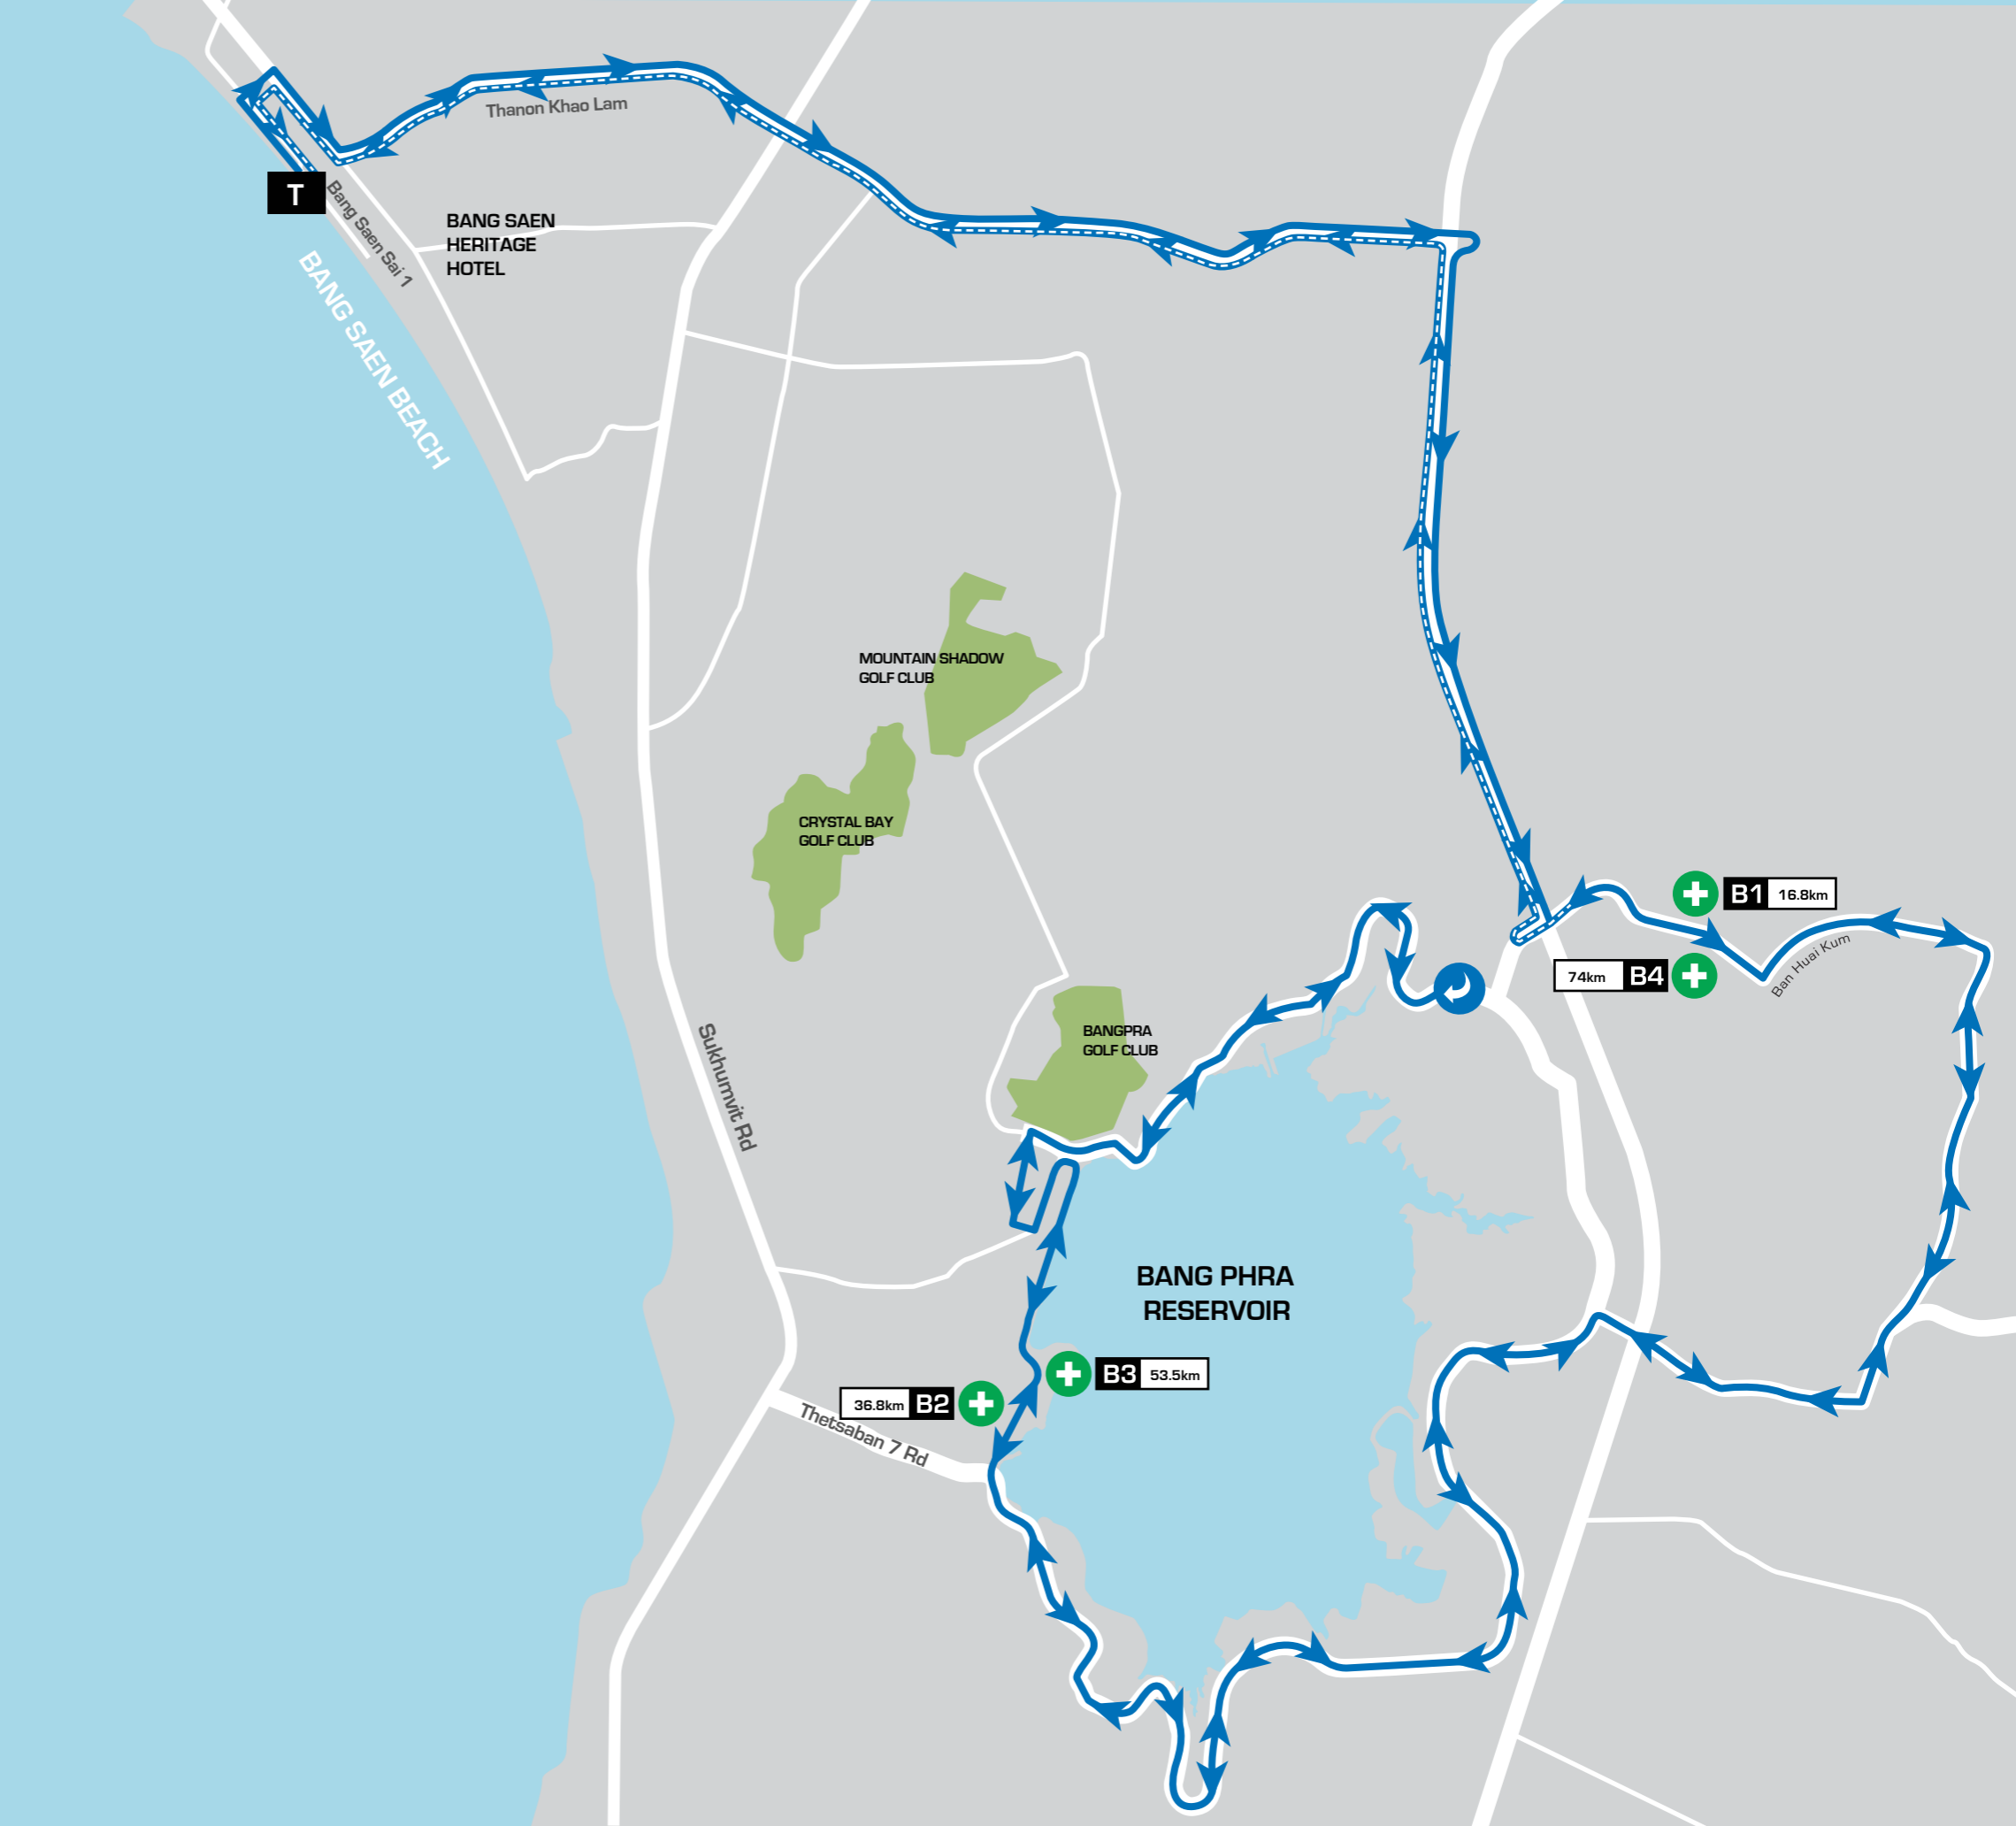 Thanon Khao Lam
T
Bang Saen Sai 1
BANG SAEN
HERITAGE
HOTEL
BANG SAEN BEACH
MOUNTAIN SHADOW
GOLF CLUB
CRYSTAL BAY
GOLF CLUB
B1 16.8km
Ban Huai Kum
74km B4
BANGPRA
GOLF CLUB
Sukhumvit Rd
BANG PHRA
RESERVOIR
B3 53.5km
36.8km B2
Thetsaban 7 Rd